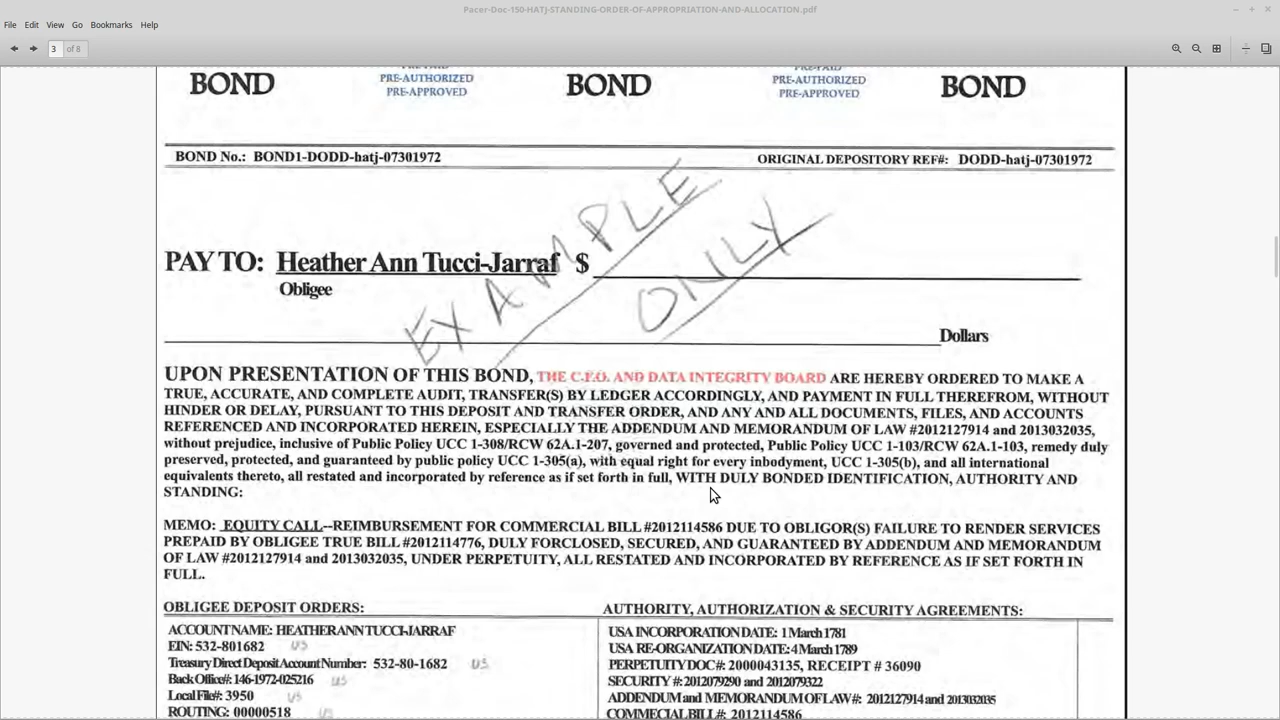 Pacer-Doc-150-HATJ-STANDING-ORDER-OF-APPROPRIATION-AND-ALLOCATION.pdf
File Edit View Go Bookmarks Help
3 of 8
PRE-PAID PRE-PAID
BOND PRE-AUTHORIZED BOND PRE-AUTHORIZED BOND
PRE-APPROVED PRE-APPROVED
BOND No.: BOND1-DODD-hatj-07301972 ORIGINAL DEPOSITORY REF#: DODD-hatj-07301972
EXAMPLE
ONLY
PAY TO: Heather Ann Tucci-Jarraf $
Obligee
Dollars
UPON PRESENTATION OF THIS BOND, THE C.F.O. AND DATA INTEGRITY BOARD ARE HEREBY ORDERED TO MAKE A
TRUE, ACCURATE, AND COMPLETE AUDIT, TRANSFER(S) BY LEDGER ACCORDINGLY, AND PAYMENT IN FULL THEREFROM, WITHOUT
HINDER OR DELAY, PURSUANT TO THIS DEPOSIT AND TRANSFER ORDER, AND ANY AND ALL DOCUMENTS, FILES, AND ACCOUNTS
REFERENCED AND INCORPORATED HEREIN, ESPECIALLY THE ADDENDUM AND MEMORANDUM OF LAW #2012127914 and 2013032035,
without prejudice, inclusive of Public Policy UCC 1-308/RCW 62A.1-207, governed and protected, Public Policy UCC 1-103/RCW 62A.1-103, remedy duly
preserved, protected, and guaranteed by public policy UCC 1-305(a), with equal right for every inbodyment, UCC 1-305(b), and all international
equivalents thereto, all restated and incorporated by reference as if set forth in full, WITH DULY BONDED IDENTIFICATION, AUTHORITY AND
STANDING:
MEMO: EQUITY CALL--REIMBURSEMENT FOR COMMERCIAL BILL #2012114586 DUE TO OBLIGOR(S) FAILURE TO RENDER SERVICES
PREPAID BY OBLIGEE TRUE BILL #2012114776, DULY FORCLOSED, SECURED, AND GUARANTEED BY ADDENDUM AND MEMORANDUM
OF LAW #2012127914 and 2013032035, UNDER PERPETUITY, ALL RESTATED AND INCORPORATED BY REFERENCE AS IF SET FORTH IN
FULL.
OBLIGEE DEPOSIT ORDERS: AUTHORITY, AUTHORIZATION & SECURITY AGREEMENTS:
ACCOUNT NAME: HEATHER ANN TUCCI-JARRAF USA INCORPORATION DATE: 1 March 1781
EIN: 532-801682 US USA RE-ORGANIZATION DATE: 4 March 1789
Treasury Direct Deposit Account Number: 532-80-1682 US PERPETUITY DOC#: 2000043135, RECEIPT # 36090
Back Office#: 146-1972-025216 US SECURITY #: 2012079290 and 2012079322
Local File#: 3950 US ADDENDUM and MEMORANDUM OF LAW#: 2012127914 and 2013032035
ROUTING: 00000518 US COMMECIAL BILL#: 2012114586